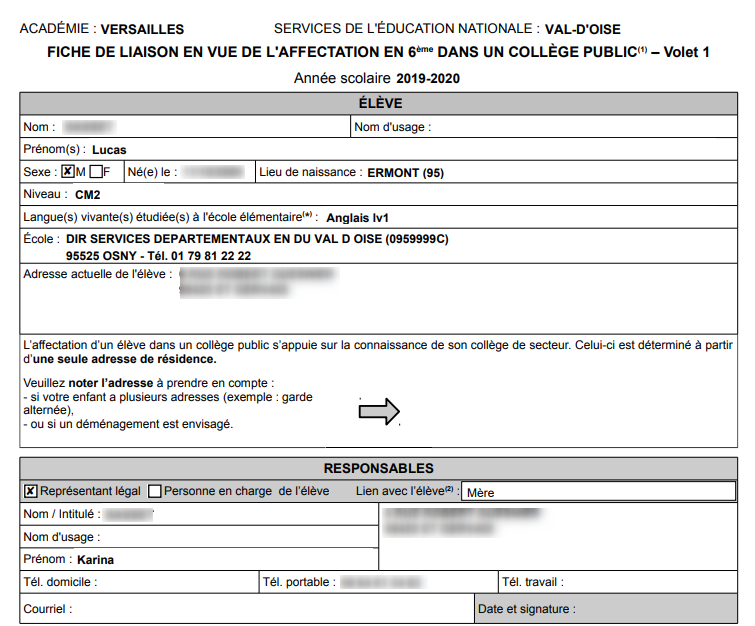 ACADÉMIE : VERSAILLES SERVICES DE L'ÉDUCATION NATIONALE : VAL-D'OISE
FICHE DE LIAISON EN VUE DE L'AFFECTATION EN 6ème DANS UN COLLÈGE PUBLIC(1) – Volet 1
Année scolaire 2019-2020
ÉLÈVE
Nom : Nom d'usage :
Prénom(s) : Lucas
Sexe : M F Né(e) le : Lieu de naissance : ERMONT (95)
Niveau : CM2
Langue(s) vivante(s) étudiée(s) à l'école élementaire(*) : Anglais lv1
École : DIR SERVICES DEPARTEMENTAUX EN DU VAL D OISE (0959999C)
95525 OSNY - Tél. 01 79 81 22 22
Adresse actuelle de l'élève :
L'affectation d'un élève dans un collège public s'appuie sur la connaissance de son collège de secteur. Celui-ci est déterminé à partir
d'une seule adresse de résidence.
Veuillez noter l'adresse à prendre en compte :
- si votre enfant a plusieurs adresses (exemple : garde
alternée),
- ou si un déménagement est envisagé.
RESPONSABLES
Représentant légal Personne en charge de l'élève Lien avec l'élève(2) : Mère
Nom / Intitulé :
Nom d'usage :
Prénom : Karina
Tél. domicile : Tél. portable : Tél. travail :
Courriel : Date et signature :